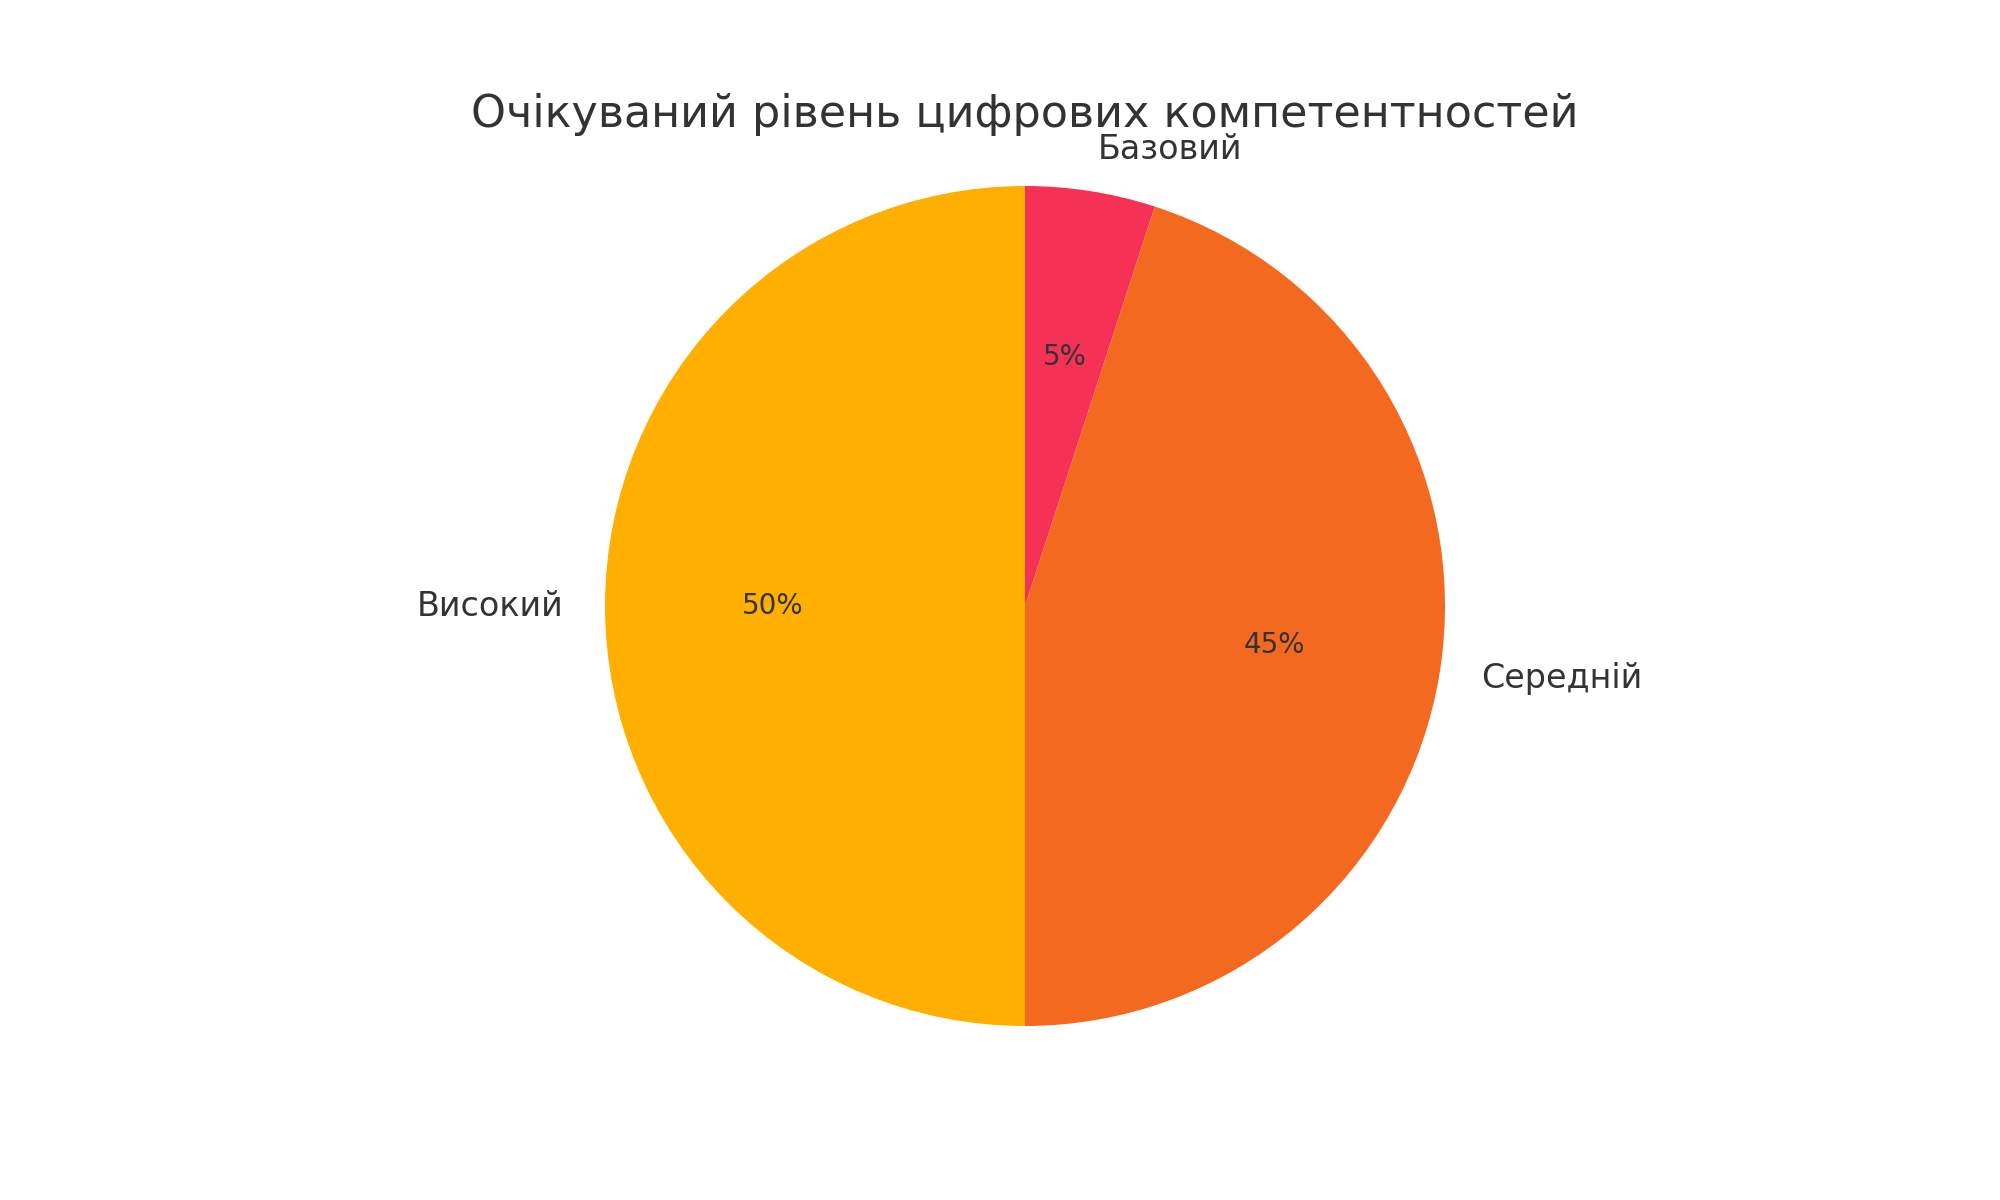 Очікуваний рівень цифрових компетентностей
Базовий
5%
Високий
50%
45%
Середній